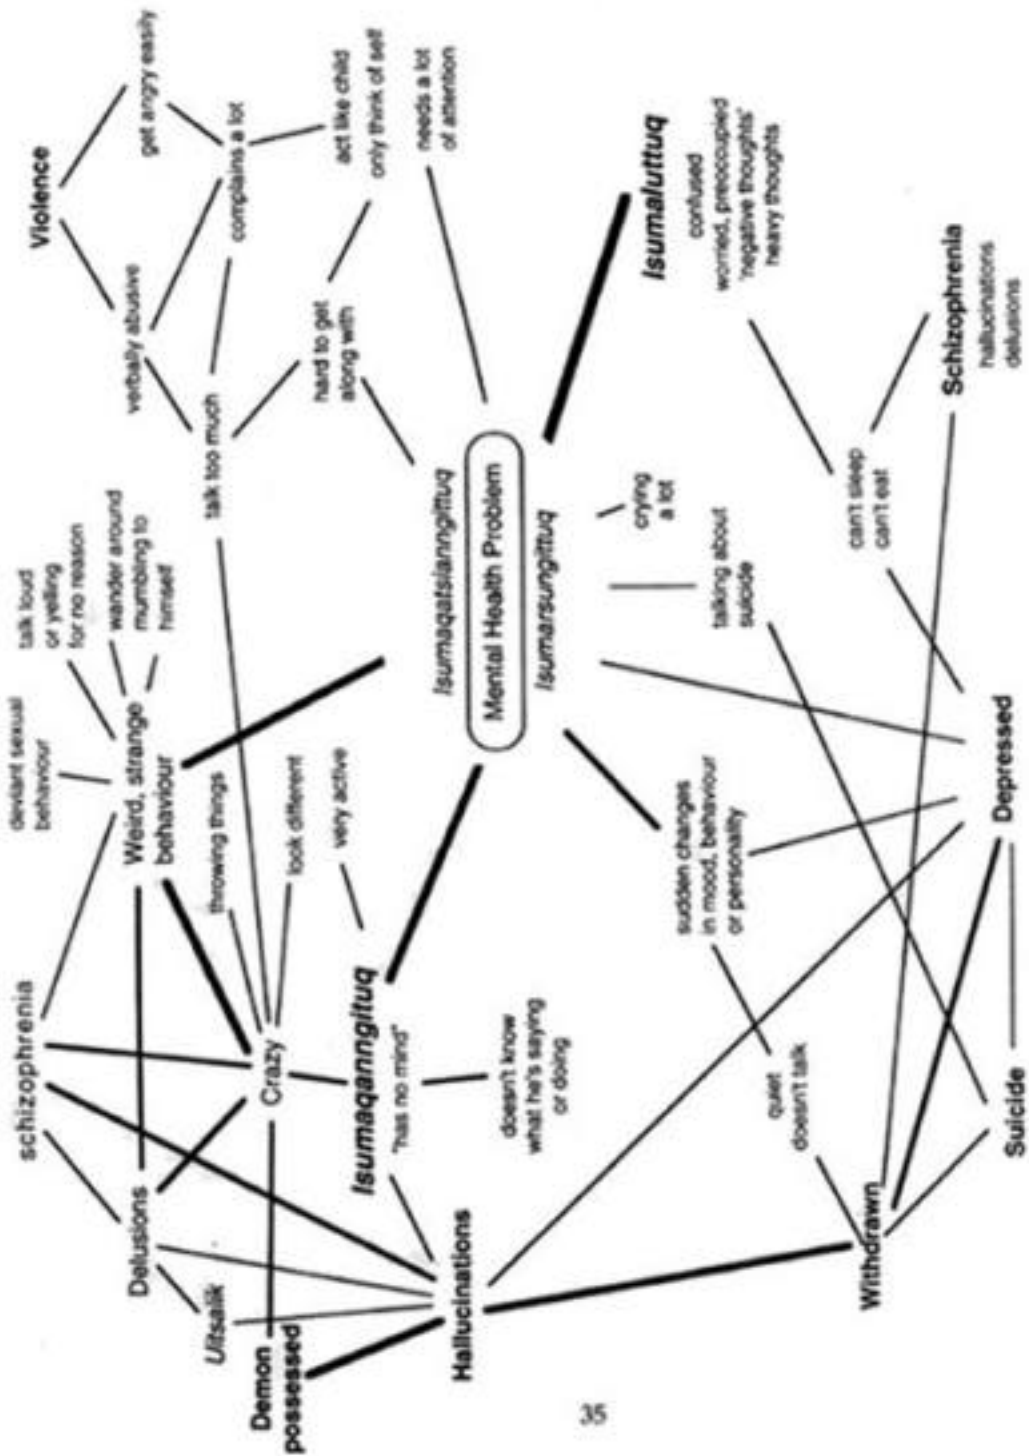 schizophrenia
deviant sexual
behaviour
talk loud
or yelling
for no reason
wander around
mumbling to
himself
Violence
get angry easily
verbally abusive
complains a lot
talk too much
act like child
only think of self
hard to get
along with
needs a lot
of attention
Delusions
Weird, strange
behaviour
throwing things
look different
very active
Uitsalik
Crazy
Demon
possessed
Isumaqanngituq
"has no mind"
doesn't know
what he's saying
or doing
Isumaqatsianngittuq
Mental Health Problem
Isumarsungittuq
Hallucinations
crying
a lot
talking about
suicide
sudden changes
in mood, behaviour
or personality
Isumaluttuq
confused
worried, preoccupied
'negative thoughts'
heavy thoughts
quiet
doesn't talk
can't sleep
can't eat
Withdrawn
Schizophrenia
hallucinations
delusions
Depressed
Suicide
35